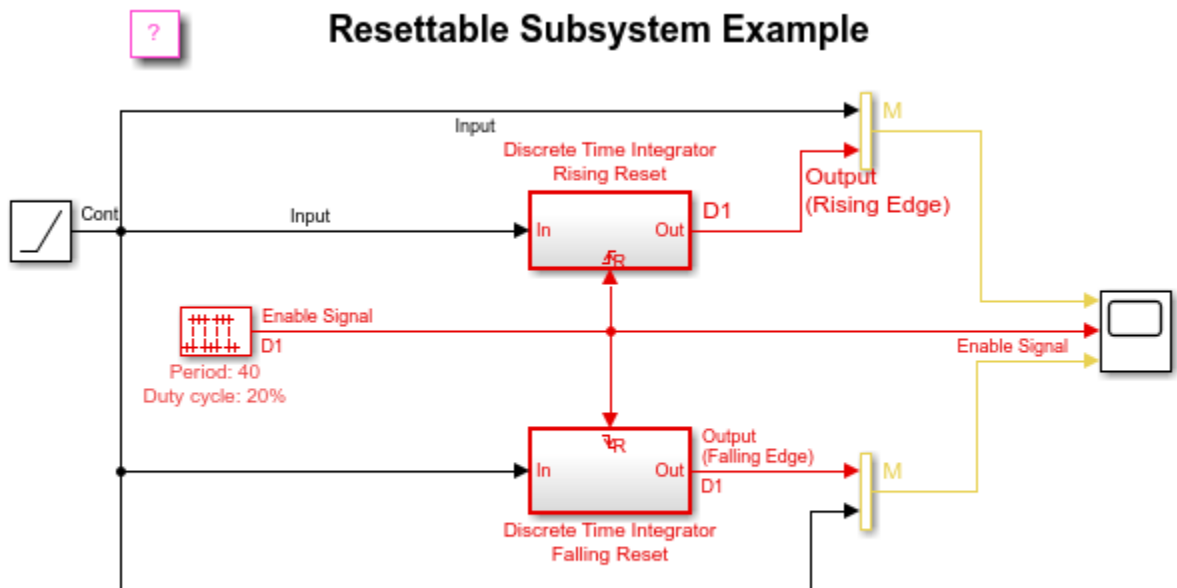 ?
Resettable Subsystem Example
M
Input
Discrete Time Integrator
Rising Reset
Output
(Rising Edge)
D1
Cont
Input
In
Out
R
Enable Signal
D1
Period: 40
Duty cycle: 20%
Enable Signal
R
Output
(Falling Edge)
In
Out
D1
M
Discrete Time Integrator
Falling Reset